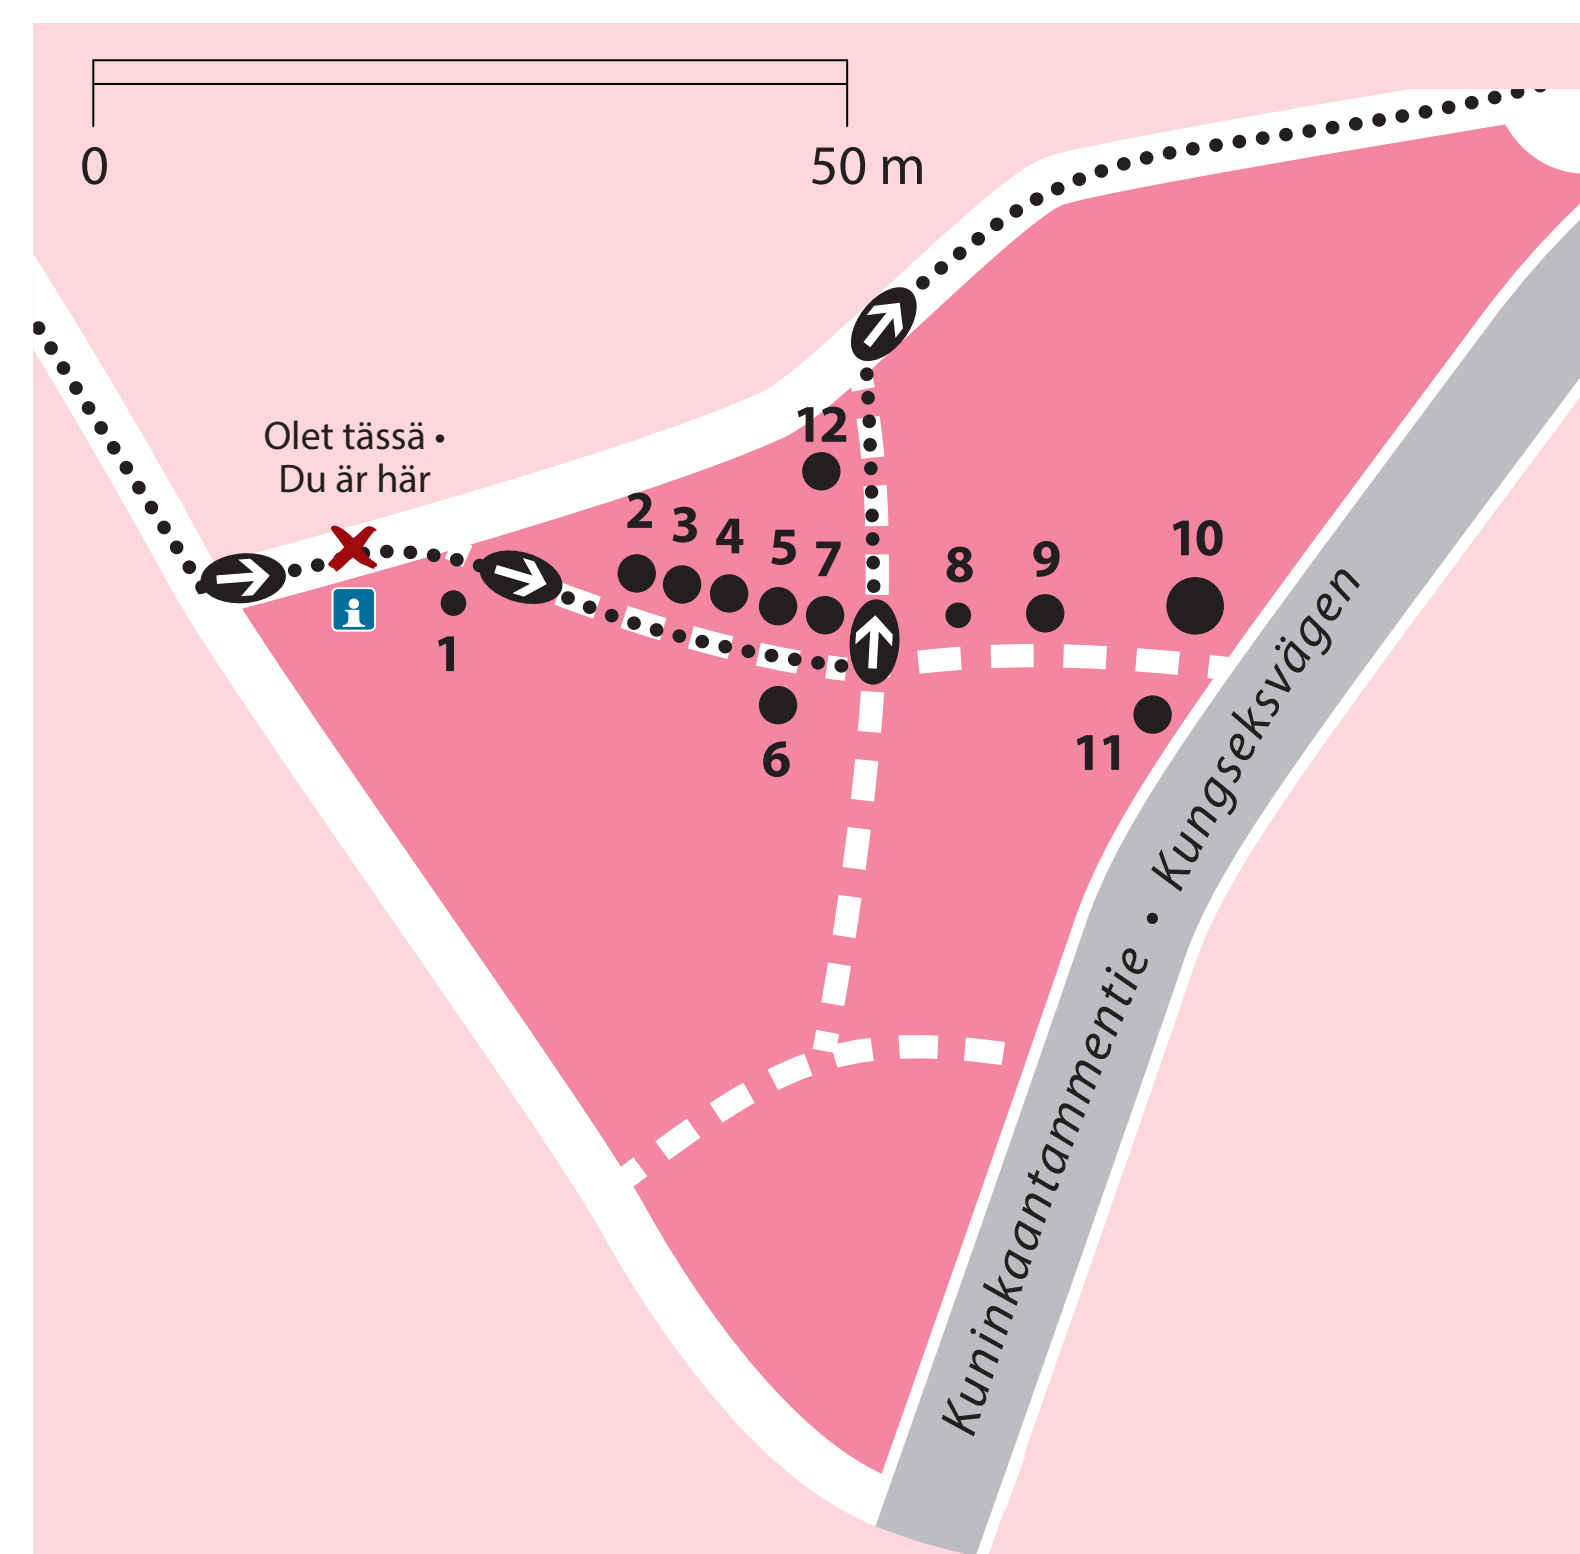 0
50 m
Olet tässä •
Du är här
12
2
3
4
5
7
8
9
10
1
6
11
i
Kuninkaantammentie • Kungseksvägen